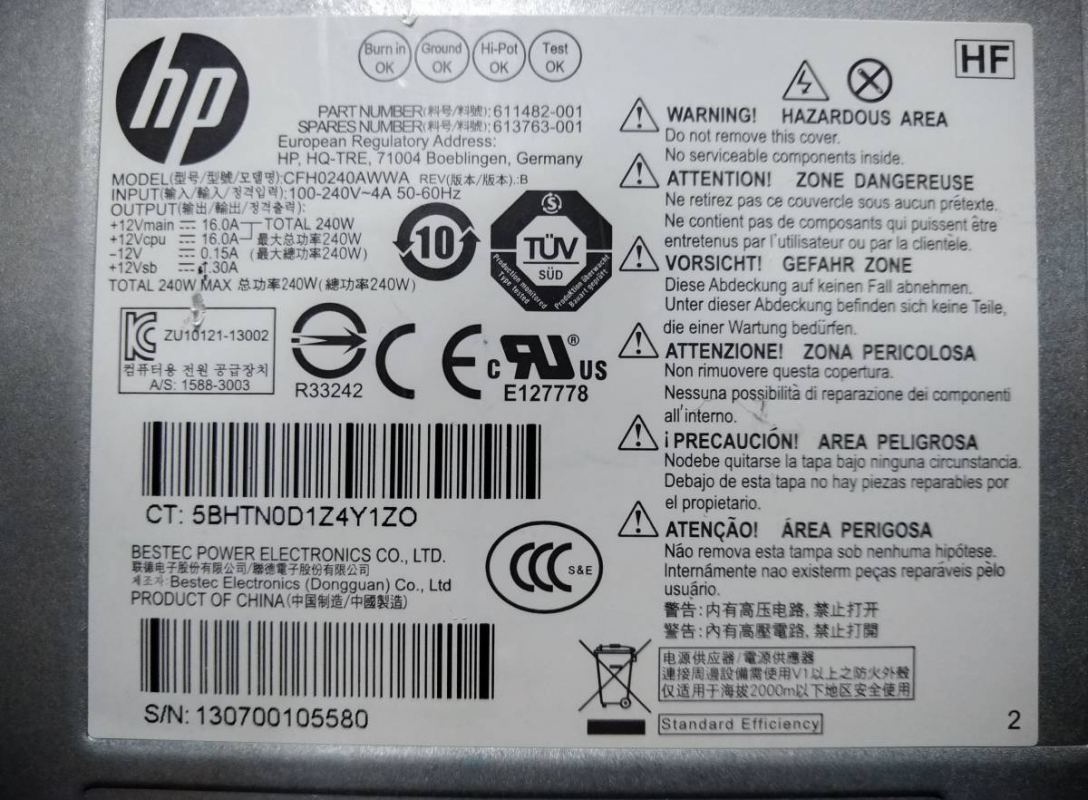 hp
Burn in OK
Ground OK
Hi-Pot OK
Test OK
HF
PART NUMBER(料号/料號):611482-001
SPARES NUMBER(料号/料號):613763-001
European Regulatory Address:
HP, HQ-TRE, 71004 Boeblingen, Germany
MODEL(型号/型號/모델명):CFH0240AWWA REV(版本/版本).:B
INPUT(输入/輸入/정격입력):100-240V~4A 50-60Hz
OUTPUT(输出/輸出/정격출력):
+12Vmain 16.0A TOTAL 240W
+12Vcpu 16.0A 最大总功率240W
-12V 0.15A (最大總功率240W)
+12Vsb 1.30A
TOTAL 240W MAX 总功率240W(總功率240W)
10
TÜV
SÜD
Production monitored
Type tested
Produktion überwacht
Bauart geprüft
ZU10121-13002
컴퓨터용 전원 공급장치
A/S: 1588-3003
R33242
CE
c RU ® US
E127778
CT: 5BHTN0D1Z4Y1ZO
BESTEC POWER ELECTRONICS CO., LTD.
联德电子股份有限公司/聯德電子股份有限公司
제조자: Bestec Electronics (Dongguan) Co., Ltd
PRODUCT OF CHINA(中国制造/中國製造)
CCC S&E
S/N: 130700105580
WARNING! HAZARDOUS AREA
Do not remove this cover.
No serviceable components inside.
ATTENTION! ZONE DANGEREUSE
Ne retirez pas ce couvercle sous aucun prétexte.
Ne contient pas de composants qui puissent être
entretenus par l'utilisateur ou par la clientèle.
VORSICHT! GEFAHR ZONE
Diese Abdeckung auf keinen Fall abnehmen.
Unter dieser Abdeckung befinden sich keine Teile,
die einer Wartung bedürfen.
ATTENZIONE! ZONA PERICOLOSA
Non rimuovere questa copertura.
Nessuna possibilità di reparazione dei componenti
all'interno.
¡PRECAUCIÓN! AREA PELIGROSA
Nodebe quitarse la tapa bajo ninguna circunstancia.
Debajo de esta tapa no hay piezas reparables por
el propietario.
ATENÇÃO! ÁREA PERIGOSA
Não remova esta tampa sob nenhuma hipótese.
Internámente nao existerm peças reparáveis pèlo
usuário.
警告:内有高压电路,禁止打开
警告:內有高壓電路,禁止打開
电源供应器/電源供應器
連接周邊設備需使用V1以上之防火外殼
仅适用于海拔2000m以下地区安全使用
Standard Efficiency
2